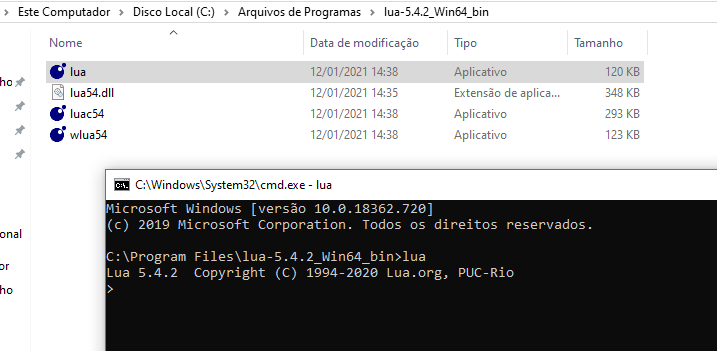 Este Computador > Disco Local (C:) > Arquivos de Programas > lua-5.4.2_Win64_bin
Nome Data de modificação Tipo Tamanho
lua 12/01/2021 14:38 Aplicativo 120 KB
ho lua54.dll 12/01/2021 14:35 Extensão de aplica... 348 KB
luac54 12/01/2021 14:38 Aplicativo 293 KB
wlua54 12/01/2021 14:38 Aplicativo 123 KB
C:\Windows\System32\cmd.exe - lua
Microsoft Windows [versão 10.0.18362.720]
(c) 2019 Microsoft Corporation. Todos os direitos reservados.
onal
C:\Program Files\lua-5.4.2_Win64_bin>lua
or
Lua 5.4.2  Copyright (C) 1994-2020 Lua.org, PUC-Rio
ho
>